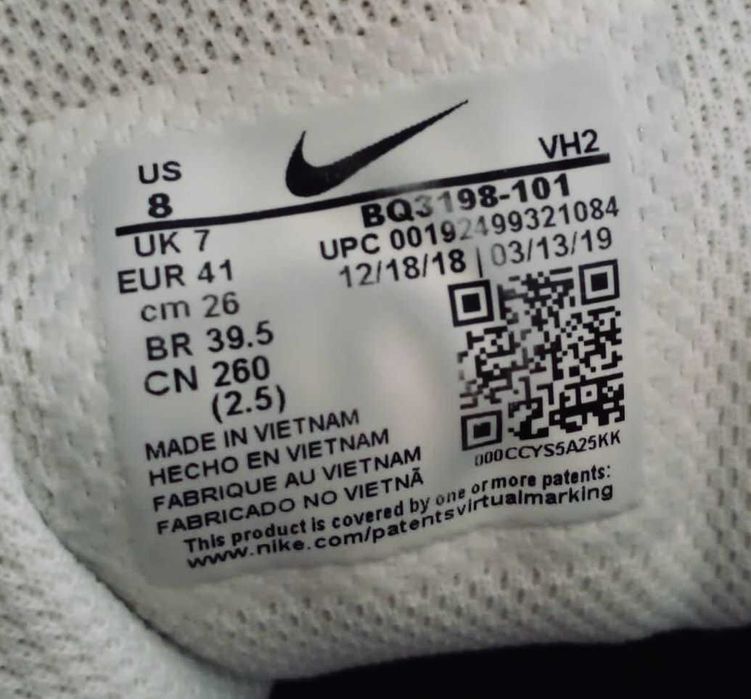 US
8
VH2
UK 7
EUR 41
cm 26
BR 39.5
CN 260
(2.5)
BQ3198-101
UPC 00192499321084
12/18/18 | 03/13/19
000CCYS5A25KK
MADE IN VIETNAM
HECHO EN VIETNAM
FABRIQUE AU VIETNAM
FABRICADO NO VIETNÃ
This product is covered by one or more patents:
www.nike.com/patentsvirtualmarking